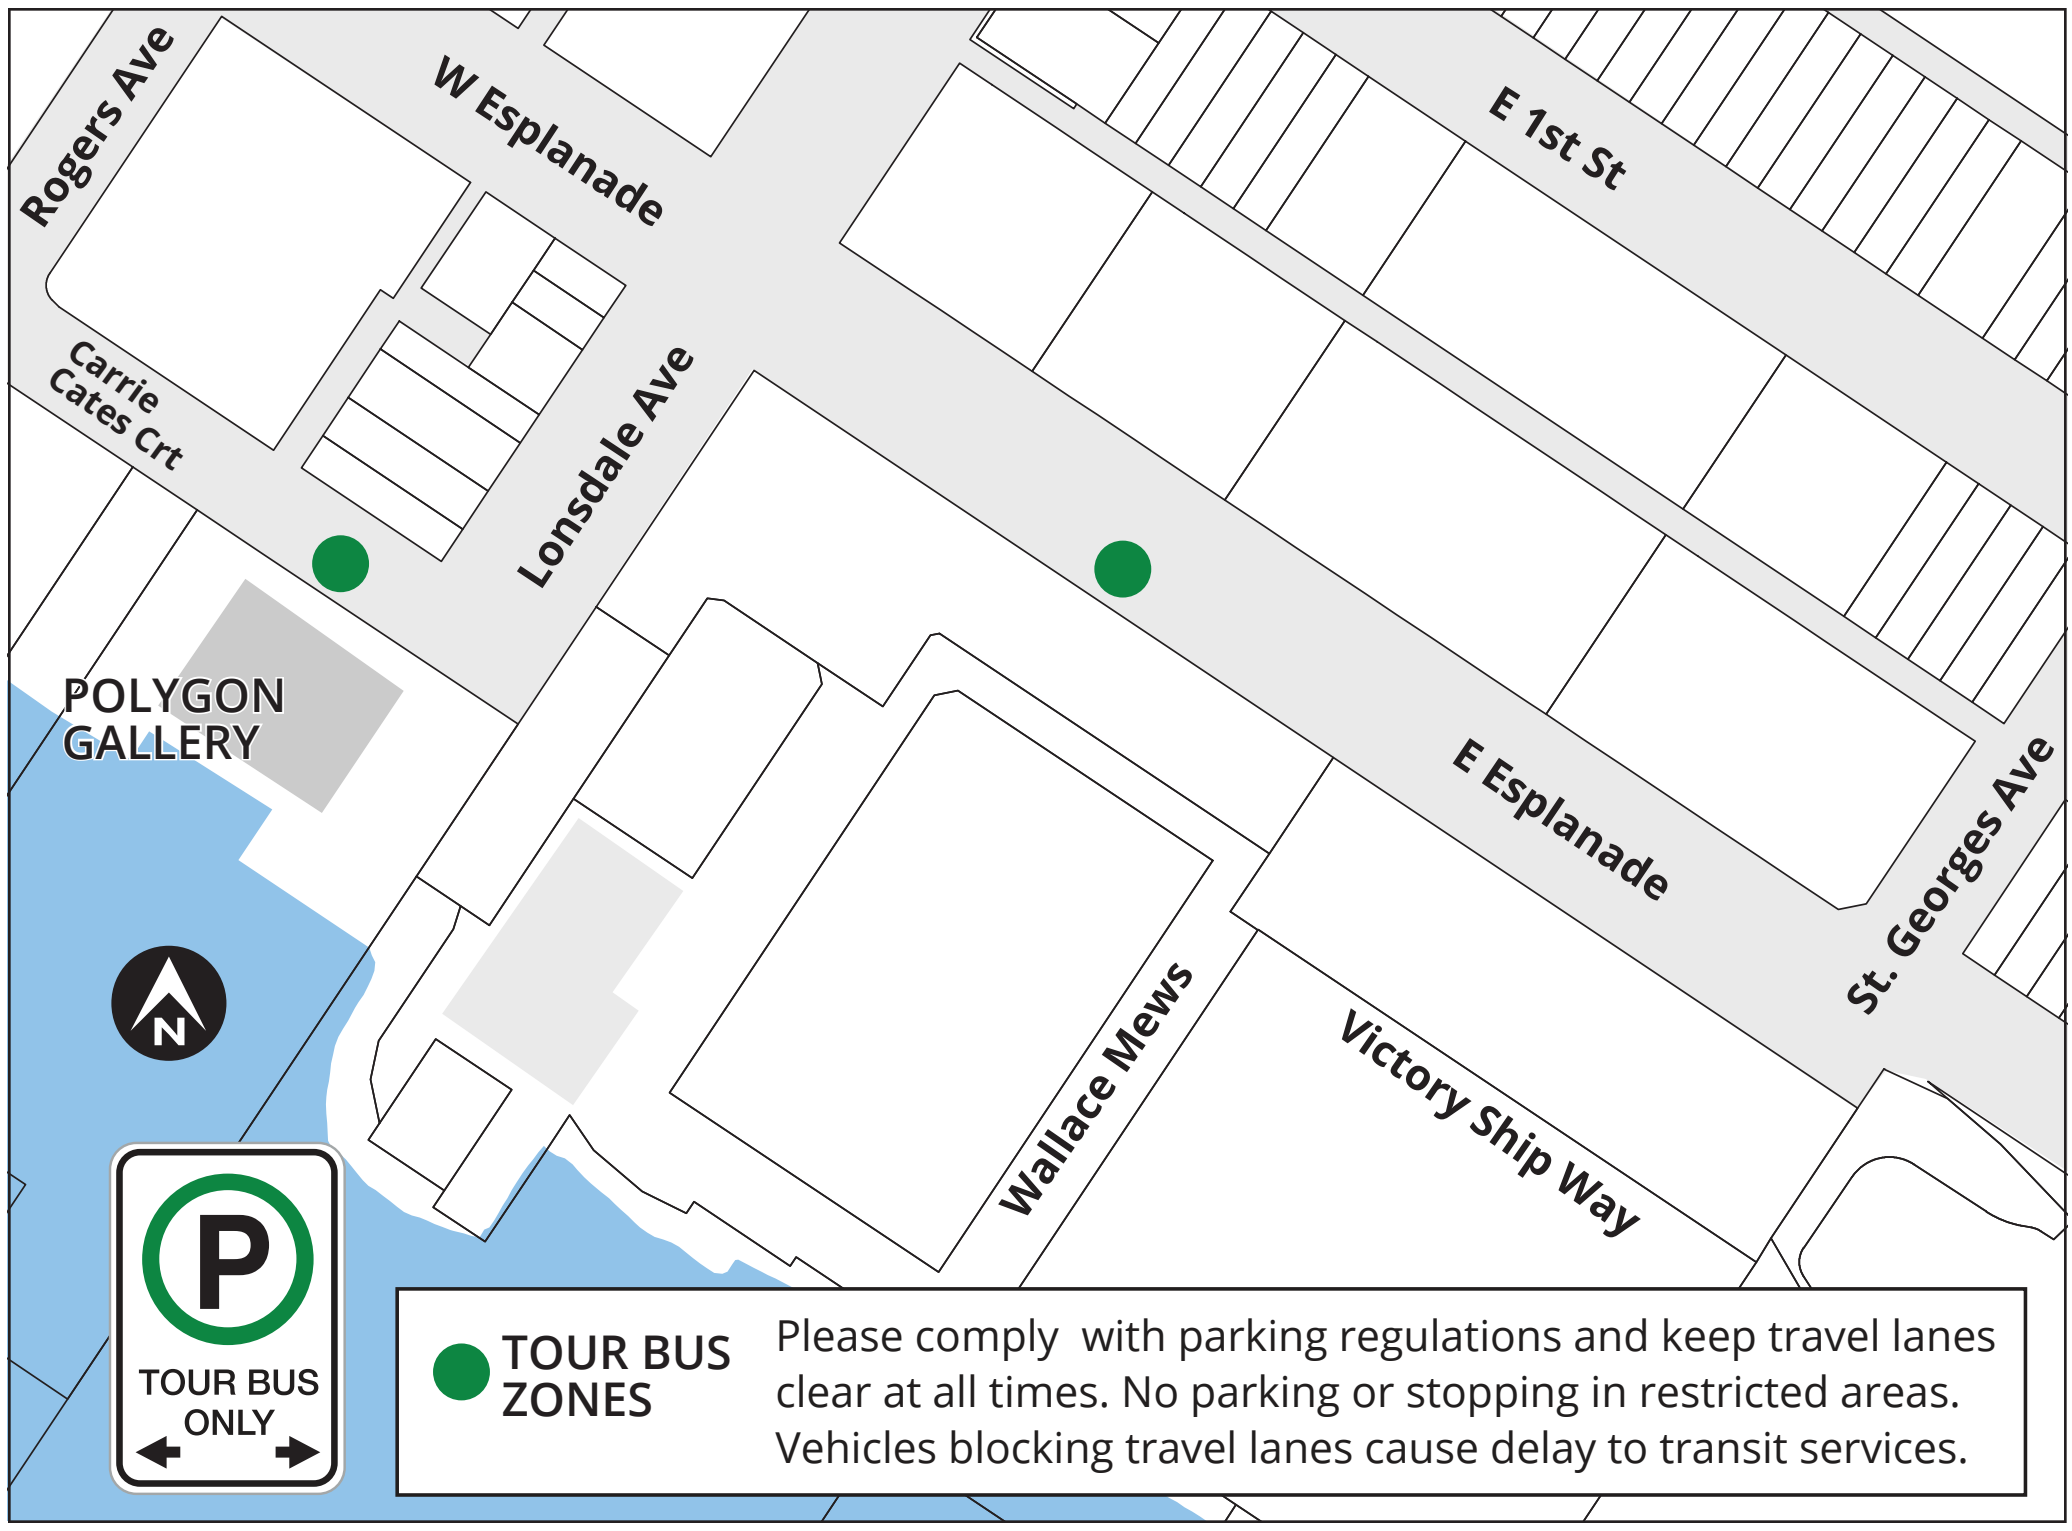 Rogers Ave
W Esplanade
E 1st St
Carrie
Cates Crt
Lonsdale Ave
POLYGON
GALLERY
E Esplanade
St. Georges Ave
N
Wallace Mews
Victory Ship Way
P
TOUR BUS
ONLY
TOUR BUS
ZONES
Please comply  with parking regulations and keep travel lanes
clear at all times. No parking or stopping in restricted areas.
Vehicles blocking travel lanes cause delay to transit services.